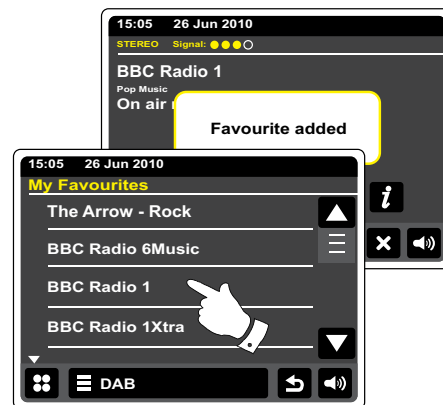 15:05 26 Jun 2010
STEREO Signal:
BBC Radio 1
Pop Music
On air
Favourite added
i
15:05 26 Jun 2010
My Favourites
The Arrow - Rock
BBC Radio 6Music
BBC Radio 1
BBC Radio 1Xtra
DAB